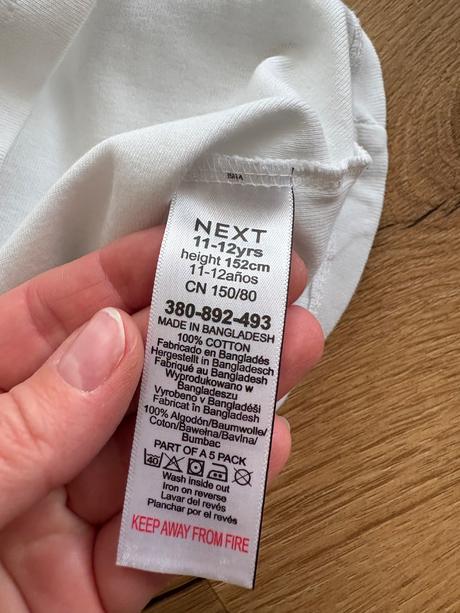 NEXT
11-12yrs
height 152cm
11-12años
CN 150/80
380-892-493
MADE IN BANGLADESH
100% COTTON
Fabricado en Bangladés
Hergestellt in Bangladesch
Fabriqué au Bangladesh
Wyprodukowano w
Bangladeszu
Vyrobeno v Bangladéši
Fabricat în Bangladesh
100% Algodón/Baumwolle/
Coton/Bawełna/Bavlna/
Bumbac
PART OF A 5 PACK
40
Wash inside out
Iron on reverse
Lavar del revés
Planchar por el revés
KEEP AWAY FROM FIRE